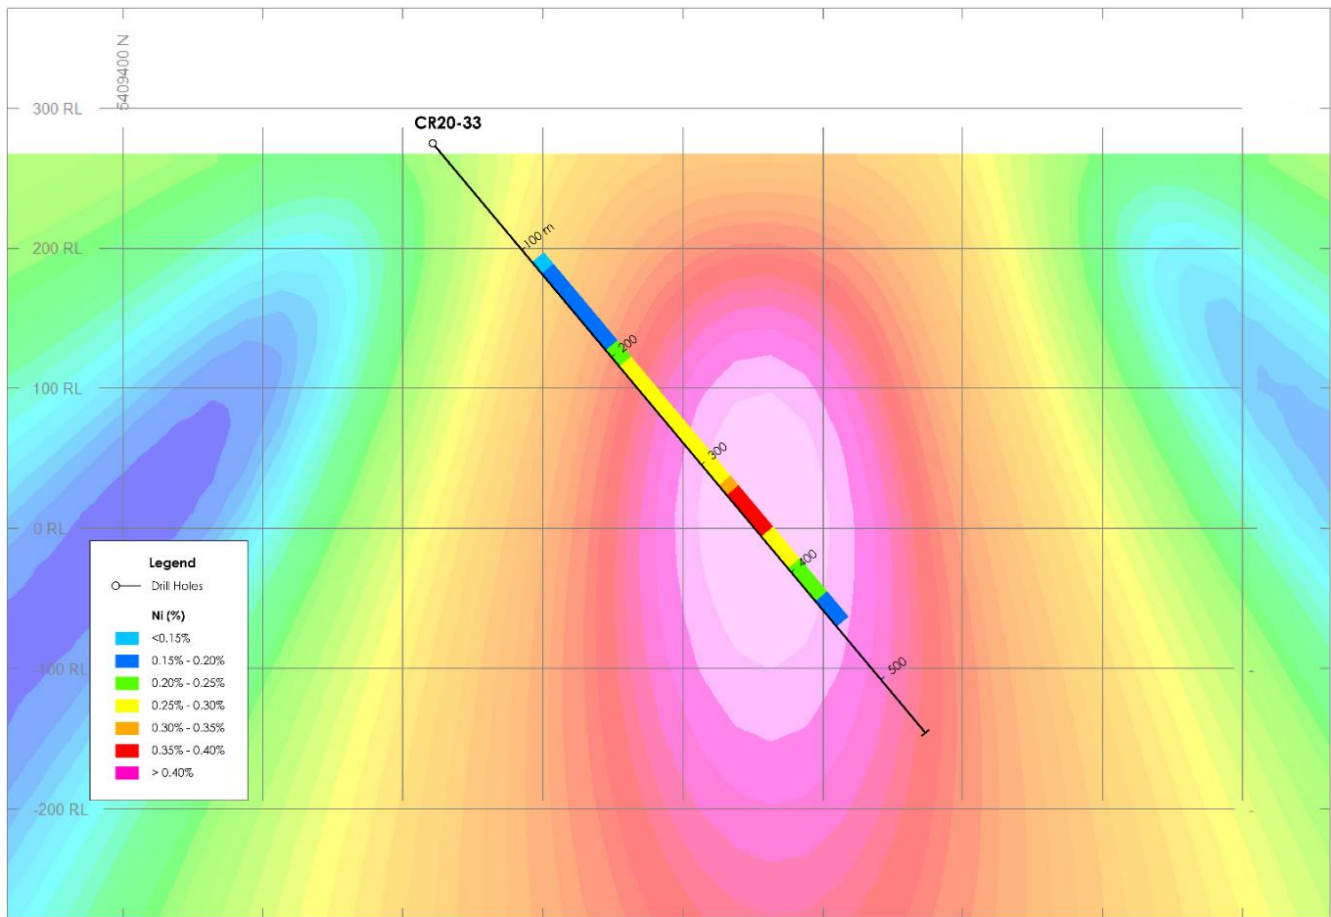 5409400 N
300 RL
CR20-33
100 m
200 RL
200
100 RL
300
0 RL
400
-100 RL
500
-200 RL
Legend
Drill Holes
Ni (%)
<0.15%
0.15% - 0.20%
0.20% - 0.25%
0.25% - 0.30%
0.30% - 0.35%
0.35% - 0.40%
> 0.40%